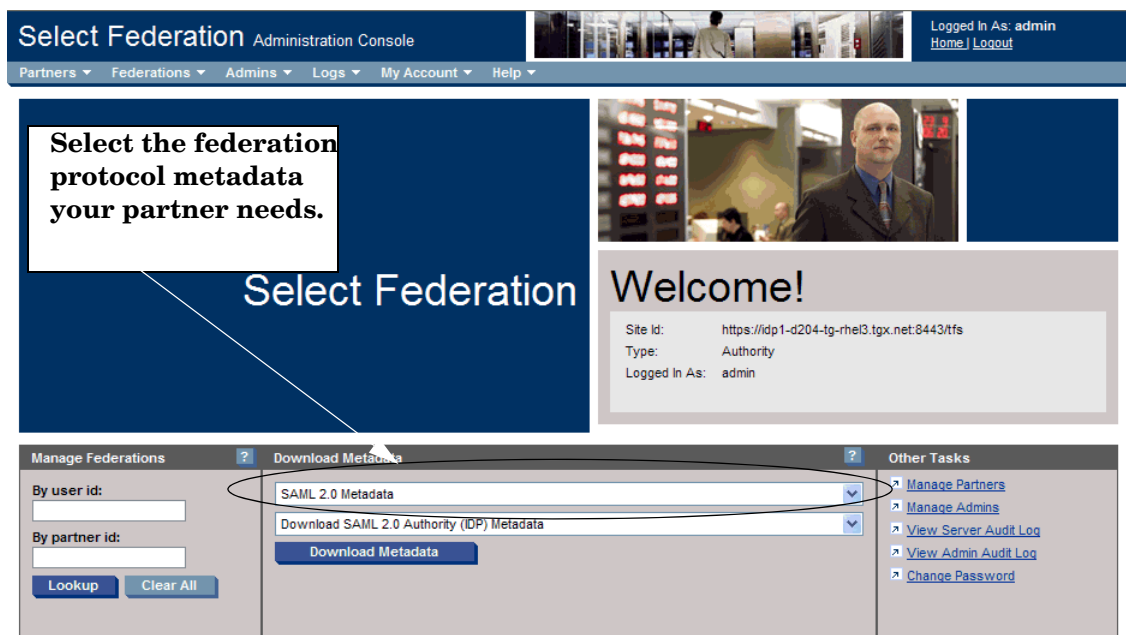 Select Federation Administration Console
Logged In As: admin
Home | Logout
Partners Federations Admins Logs My Account Help
Select the federation
protocol metadata
your partner needs.
Select Federation
Welcome!
Site Id: https://idp1-d204-tg-rhel3.tgx.net:8443/tfs
Type: Authority
Logged In As: admin
Manage Federations ?
By user id:
By partner id:
Lookup Clear All
Download Metadata ?
SAML 2.0 Metadata
Download SAML 2.0 Authority (IDP) Metadata
Download Metadata
Other Tasks
Manage Partners
Manage Admins
View Server Audit Log
View Admin Audit Log
Change Password